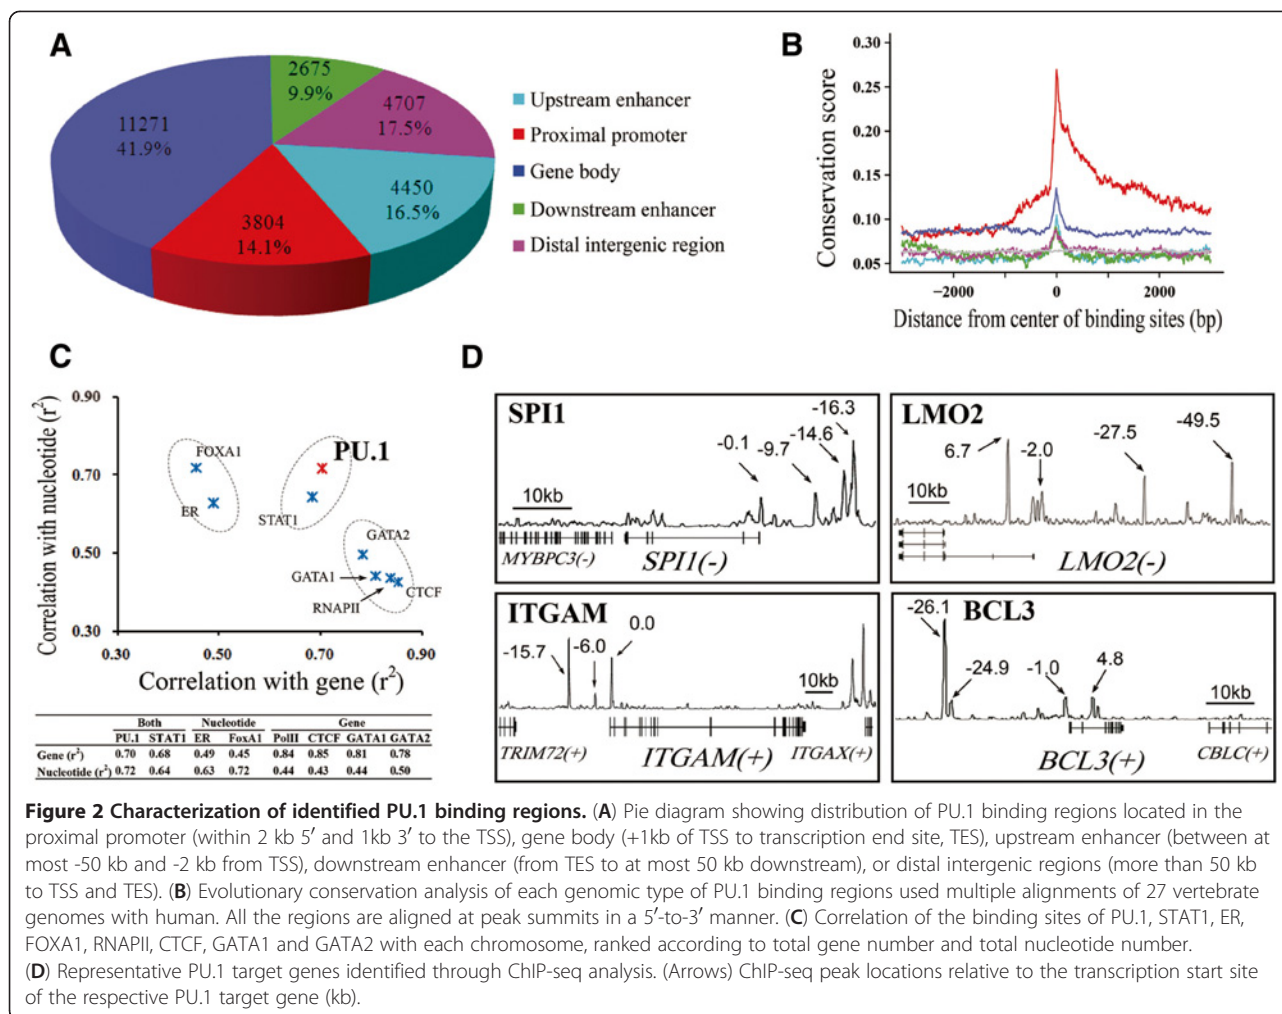 A
2675
9.9%
4707
17.5%
11271
41.9%
4450
16.5%
3804
14.1%
Upstream enhancer
Proximal promoter
Gene body
Downstream enhancer
Distal intergenic region
B
Conservation score
0.30
0.25
0.20
0.15
0.10
0.05
−2000
0
2000
Distance from center of binding sites (bp)
C
Correlation with nucleotide (r²)
0.90
0.70
0.50
0.30
FOXA1
ER
PU.1
STAT1
GATA2
GATA1
RNAPII
CTCF
0.30 0.50 0.70 0.90
Correlation with gene (r²)
Both Nucleotide Gene
PU.1 STAT1 ER FoxA1 PolII CTCF GATA1 GATA2
Gene (r²) 0.70 0.68 0.49 0.45 0.84 0.85 0.81 0.78
Nucleotide (r²) 0.72 0.64 0.63 0.72 0.44 0.43 0.44 0.50
D
SPI1
-16.3
-14.6
-0.1
-9.7
10kb
MYBPC3(-)
SPI1(-)
LMO2
-49.5
-27.5
6.7
-2.0
10kb
LMO2(-)
ITGAM
0.0
-6.0
-15.7
10kb
TRIM72(+)
ITGAM(+)
ITGAX(+)
BCL3
-26.1
-24.9
-1.0
4.8
10kb
BCL3(+)
CBLC(+)
Figure 2 Characterization of identified PU.1 binding regions. (A) Pie diagram showing distribution of PU.1 binding regions located in the
proximal promoter (within 2 kb 5′ and 1kb 3′ to the TSS), gene body (+1kb of TSS to transcription end site, TES), upstream enhancer (between at
most -50 kb and -2 kb from TSS), downstream enhancer (from TES to at most 50 kb downstream), or distal intergenic regions (more than 50 kb
to TSS and TES). (B) Evolutionary conservation analysis of each genomic type of PU.1 binding regions used multiple alignments of 27 vertebrate
genomes with human. All the regions are aligned at peak summits in a 5′-to-3′ manner. (C) Correlation of the binding sites of PU.1, STAT1, ER,
FOXA1, RNAPII, CTCF, GATA1 and GATA2 with each chromosome, ranked according to total gene number and total nucleotide number.
(D) Representative PU.1 target genes identified through ChIP-seq analysis. (Arrows) ChIP-seq peak locations relative to the transcription start site
of the respective PU.1 target gene (kb).